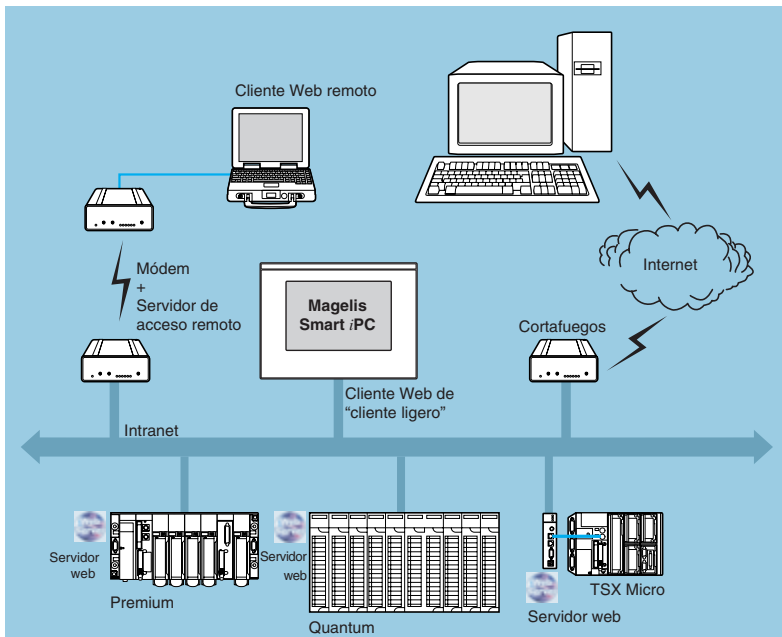 Cliente Web remoto
Internet
Módem
+
Servidor de
acceso remoto
Magelis
Smart iPC
Cortafuegos
Cliente Web de
“cliente ligero”
Intranet
Servidor
web
Premium
Servidor
web
Quantum
TSX Micro
Servidor web